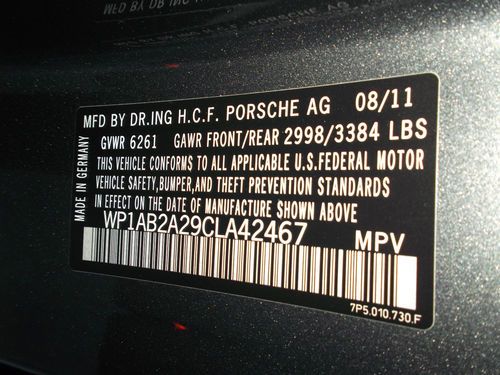 MFD BY DR.ING H.C.F. PORSCHE AG 08/11
GVWR 6261 GAWR FRONT/REAR 2998/3384 LBS
THIS VEHICLE CONFORMS TO ALL APPLICABLE U.S.FEDERAL MOTOR
VEHICLE SAFETY,BUMPER,AND THEFT PREVENTION STANDARDS
IN EFFECT ON THE DATE OF MANUFACTURE SHOWN ABOVE
WP1AB2A29CLA42467 MPV
7P5.010.730.F
MADE IN GERMANY